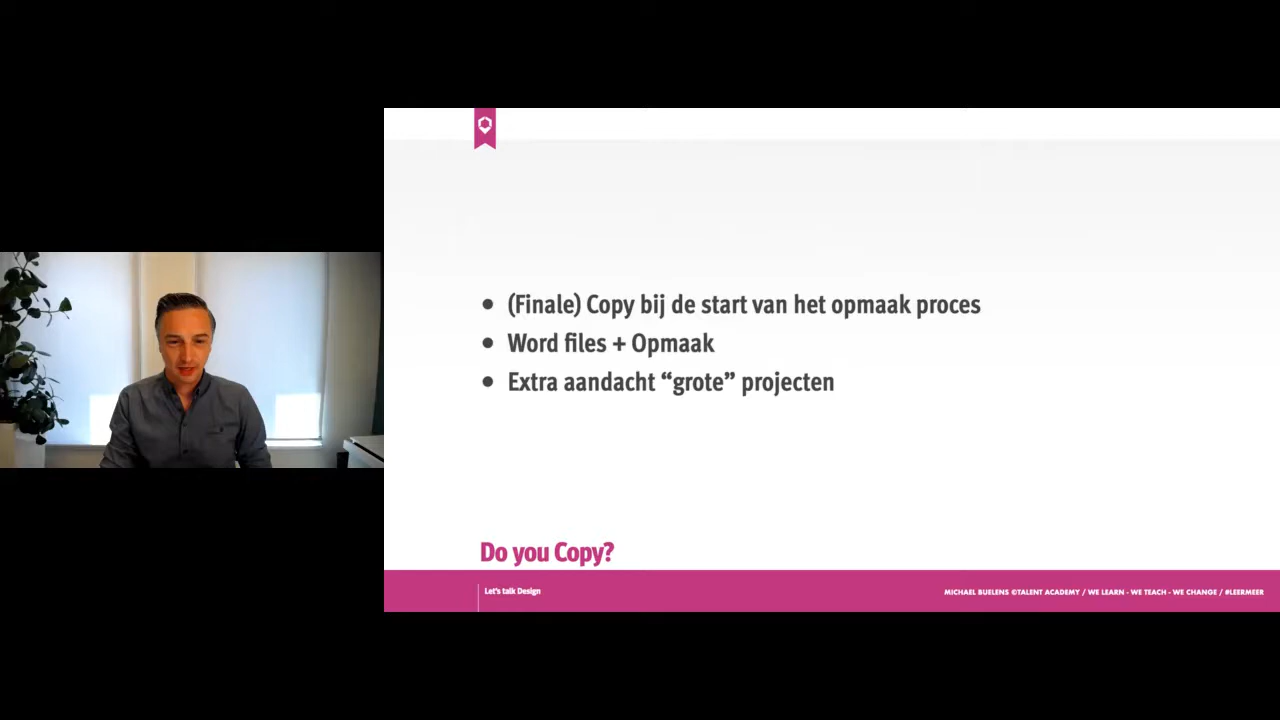 • (Finale) Copy bij de start van het opmaak proces
• Word files + Opmaak
• Extra aandacht “grote” projecten
Do you Copy?
Let's talk Design
MICHAEL BUELENS ©TALENT ACADEMY / WE LEARN - WE TEACH - WE CHANGE / #LEERMEER